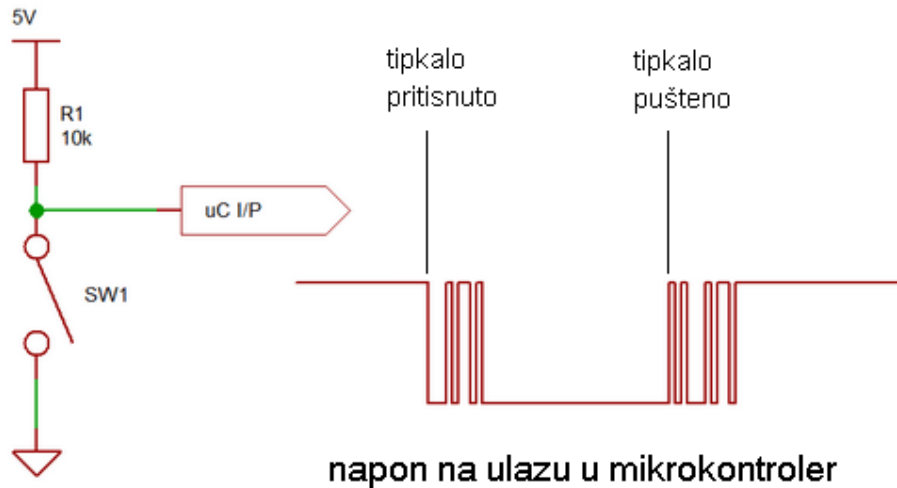 5V
R1
10k
uC I/P
SW1
tipkalo
pritisnuto
tipkalo
pušteno
napon na ulazu u mikrokontroler